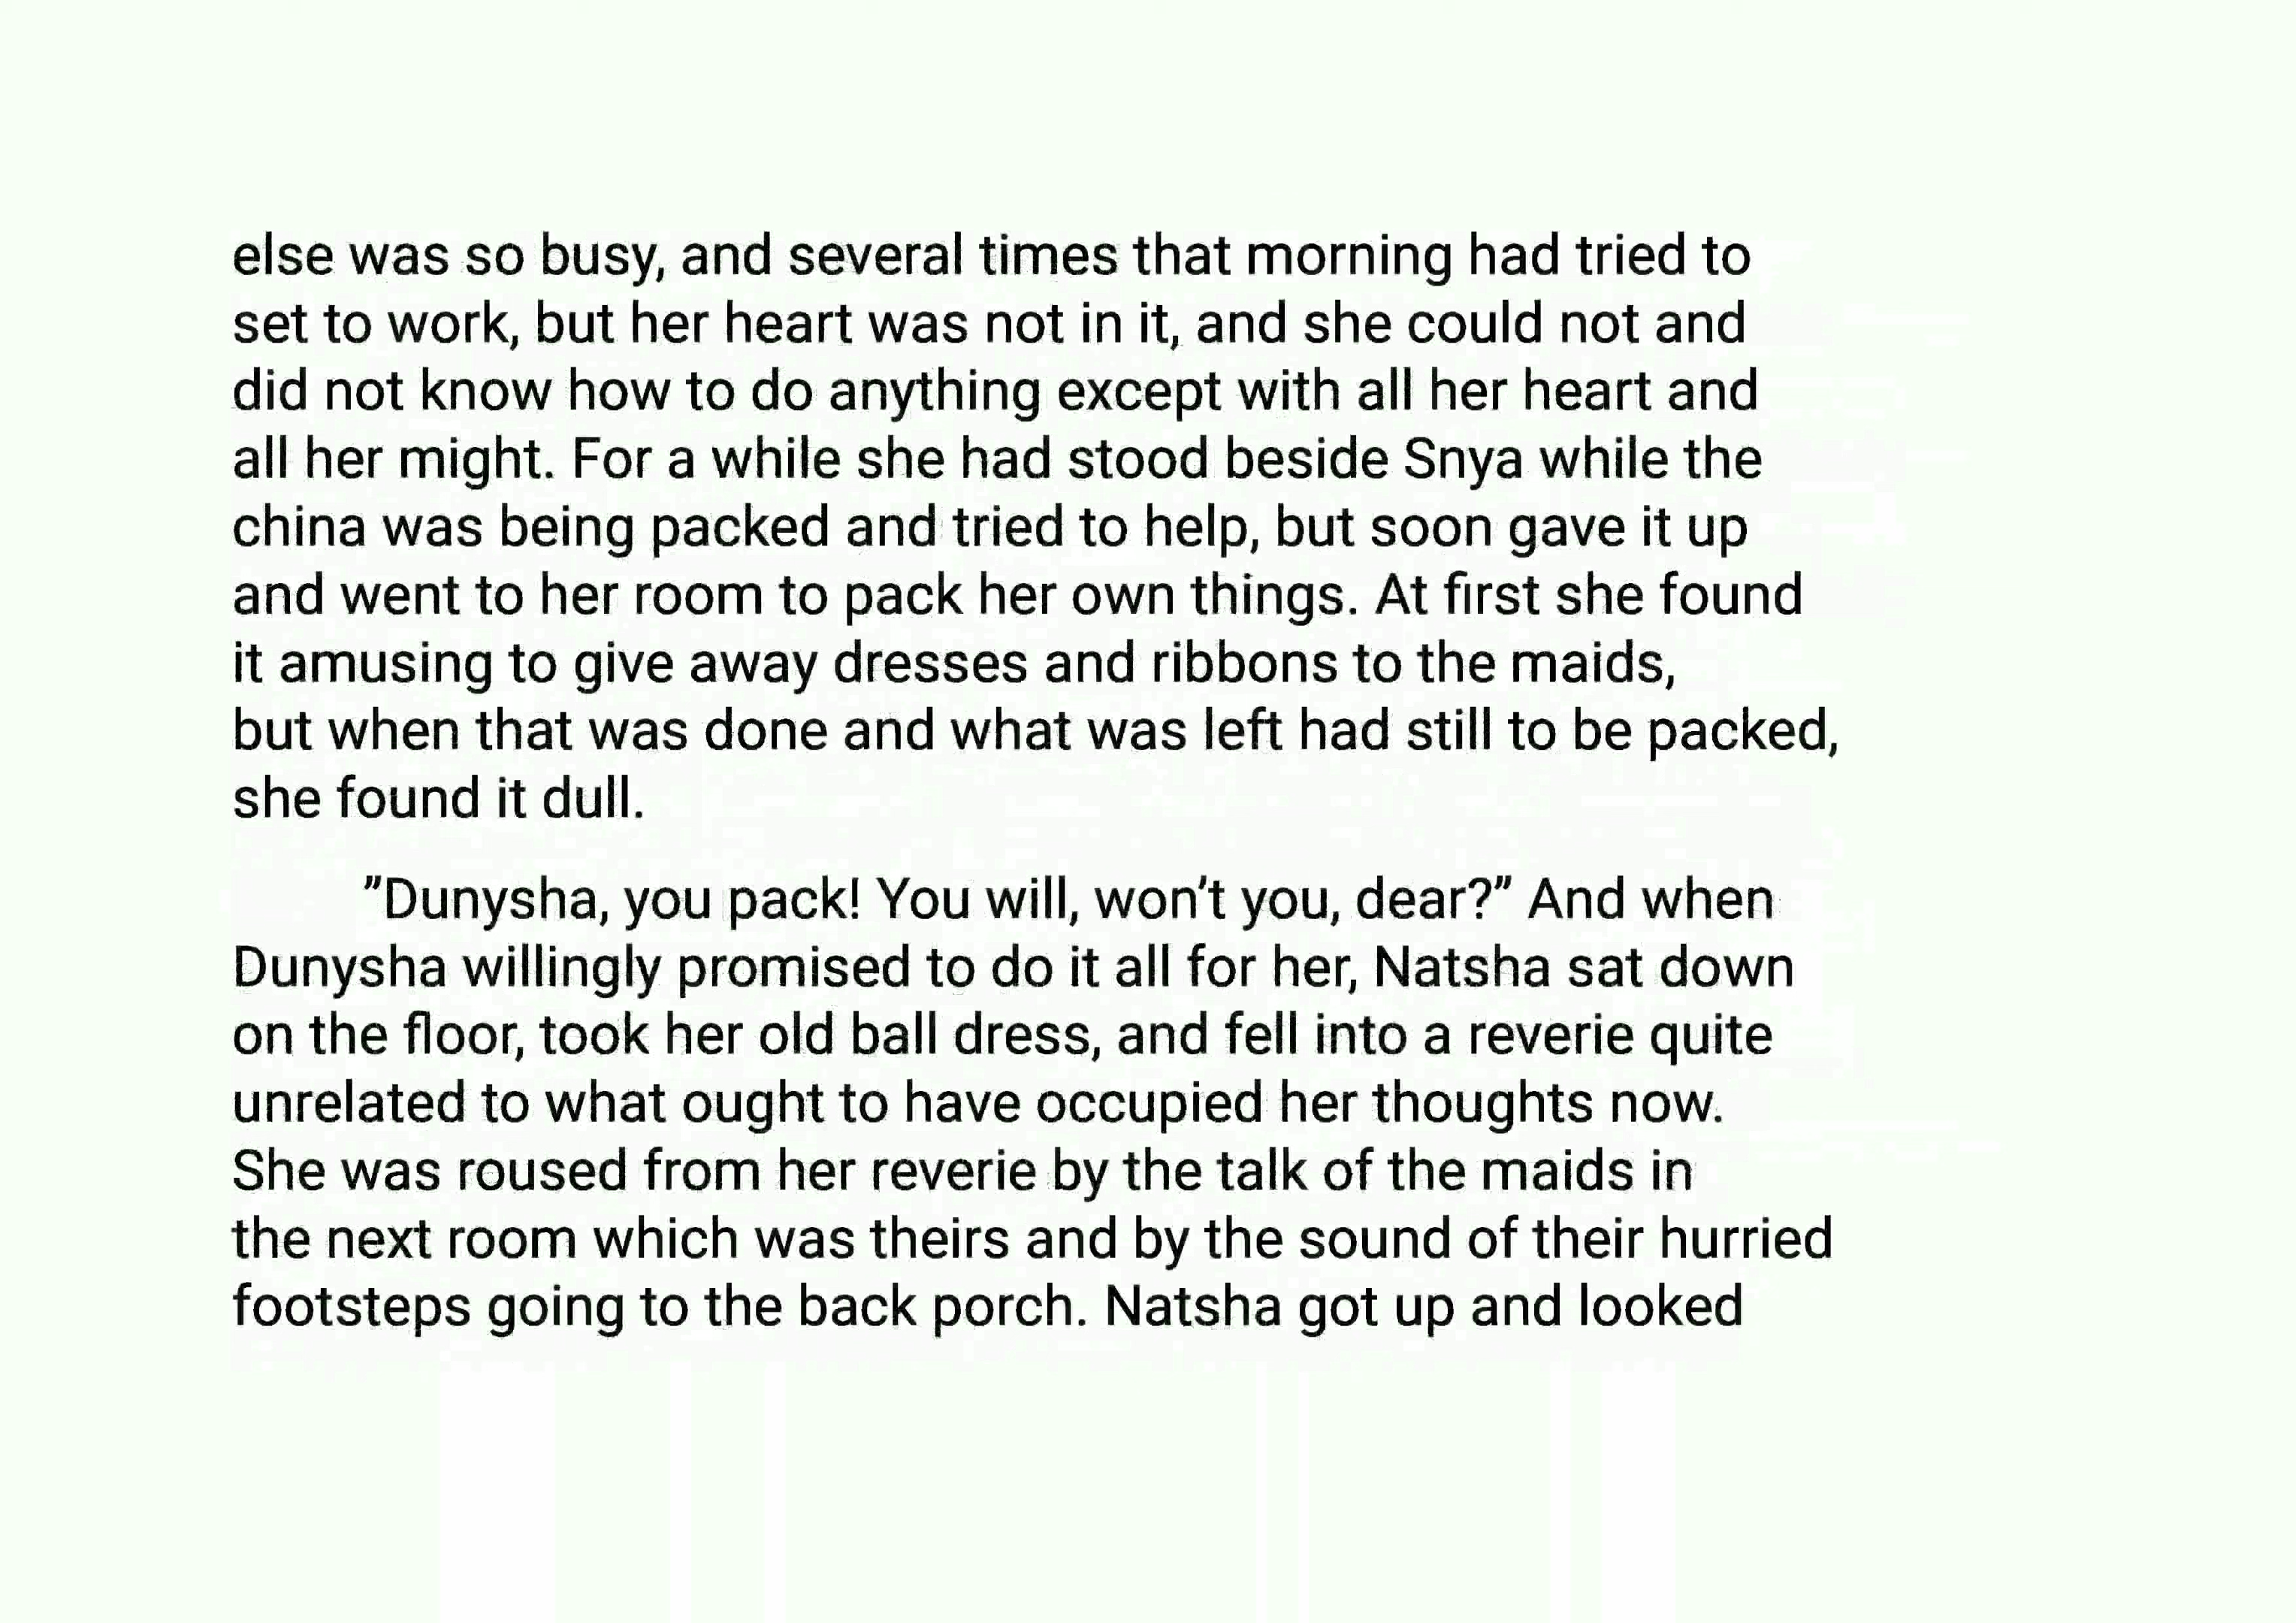 else was so busy, and several times that morning had tried to
set to work, but her heart was not in it, and she could not and
did not know how to do anything except with all her heart and
all her might. For a while she had stood beside Snya while the
china was being packed and tried to help, but soon gave it up
and went to her room to pack her own things. At first she found
it amusing to give away dresses and ribbons to the maids,
but when that was done and what was left had still to be packed,
she found it dull.
"Dunysha, you pack! You will, won't you, dear?" And when
Dunysha willingly promised to do it all for her, Natsha sat down
on the floor, took her old ball dress, and fell into a reverie quite
unrelated to what ought to have occupied her thoughts now.
She was roused from her reverie by the talk of the maids in
the next room which was theirs and by the sound of their hurried
footsteps going to the back porch. Natsha got up and looked